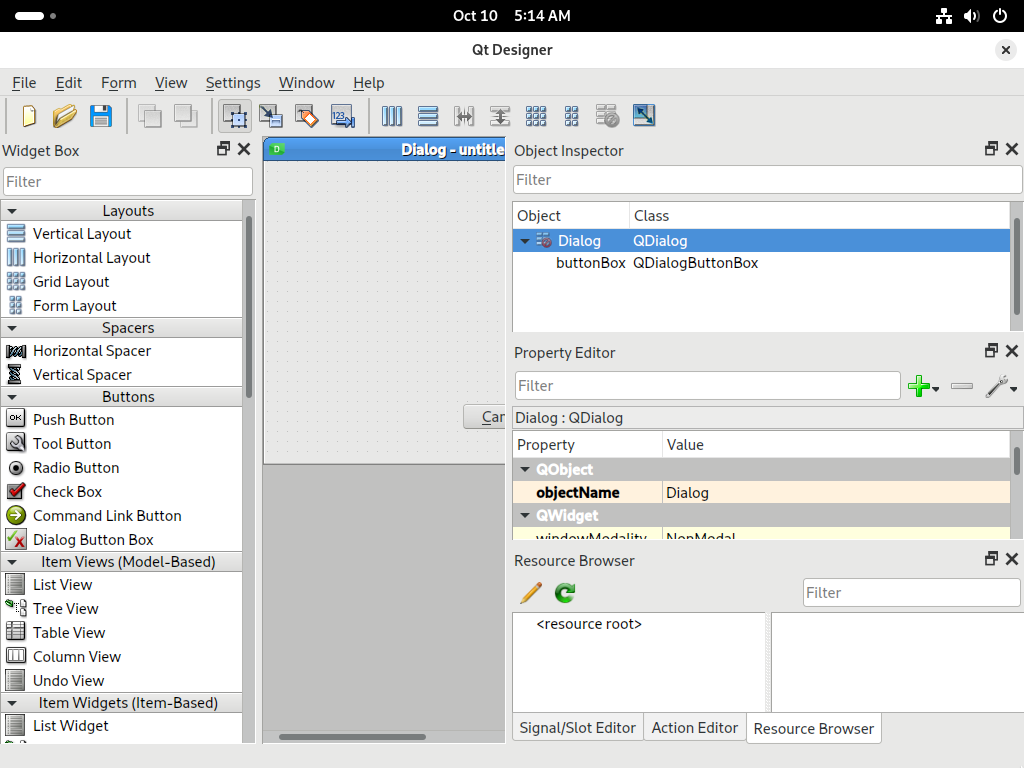 Oct 10 5:14 AM
Qt Designer
File Edit Form View Settings Window Help
Widget Box
Filter
Layouts
Vertical Layout
Horizontal Layout
Grid Layout
Form Layout
Spacers
Horizontal Spacer
Vertical Spacer
Buttons
OK Push Button
Tool Button
Radio Button
Check Box
Command Link Button
Dialog Button Box
Item Views (Model-Based)
List View
Tree View
Table View
Column View
Undo View
Item Widgets (Item-Based)
List Widget
Dialog - untitle
Can
Object Inspector
Filter
Object Class
Dialog QDialog
buttonBox QDialogButtonBox
Property Editor
Filter
Dialog : QDialog
Property Value
QObject
objectName Dialog
QWidget
windowModality NonModal
Resource Browser
Filter
<resource root>
Signal/Slot Editor Action Editor Resource Browser